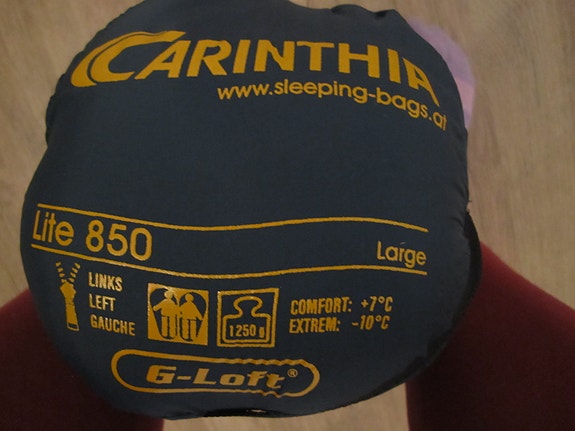 CARINTHIA
www.sleeping-bags.at
Lite 850
Large
LINKS
LEFT
GAUCHE
1250 g
COMFORT: +7°C
EXTREM: -10°C
G-Loft®